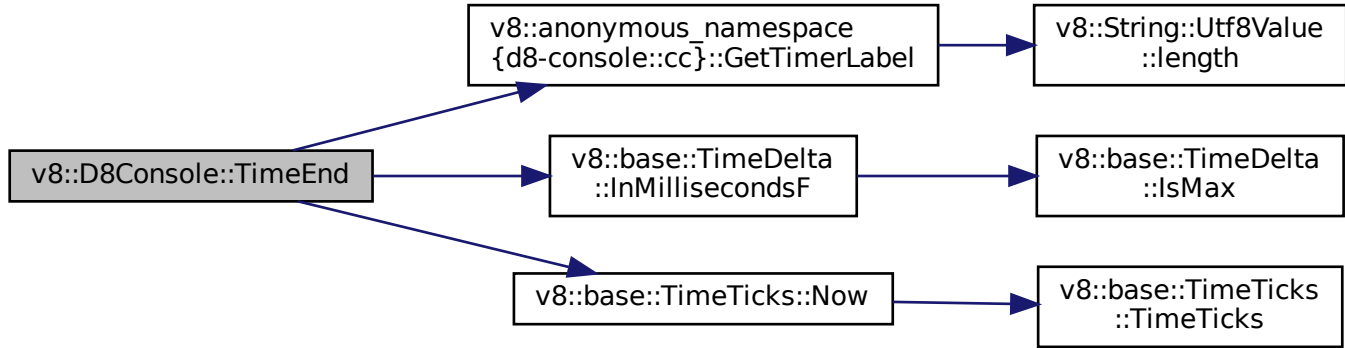 v8::D8Console::TimeEnd
v8::anonymous_namespace
{d8-console::cc}::GetTimerLabel
v8::String::Utf8Value
::length
v8::base::TimeDelta
::InMillisecondsF
v8::base::TimeDelta
::IsMax
v8::base::TimeTicks::Now
v8::base::TimeTicks
::TimeTicks